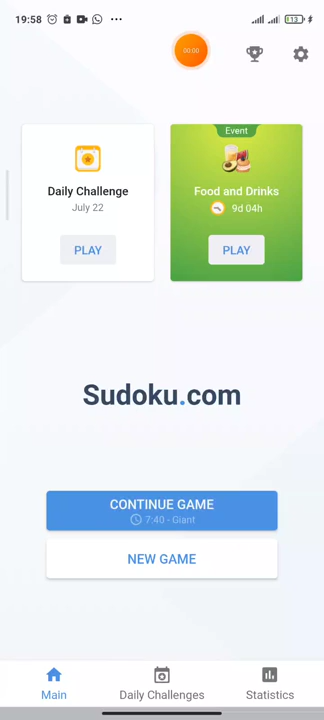 19:58
13
00:00
Event
Daily Challenge
July 22
PLAY
Food and Drinks
9d 04h
PLAY
Sudoku.com
CONTINUE GAME
7:40 - Giant
NEW GAME
Main
Daily Challenges
Statistics